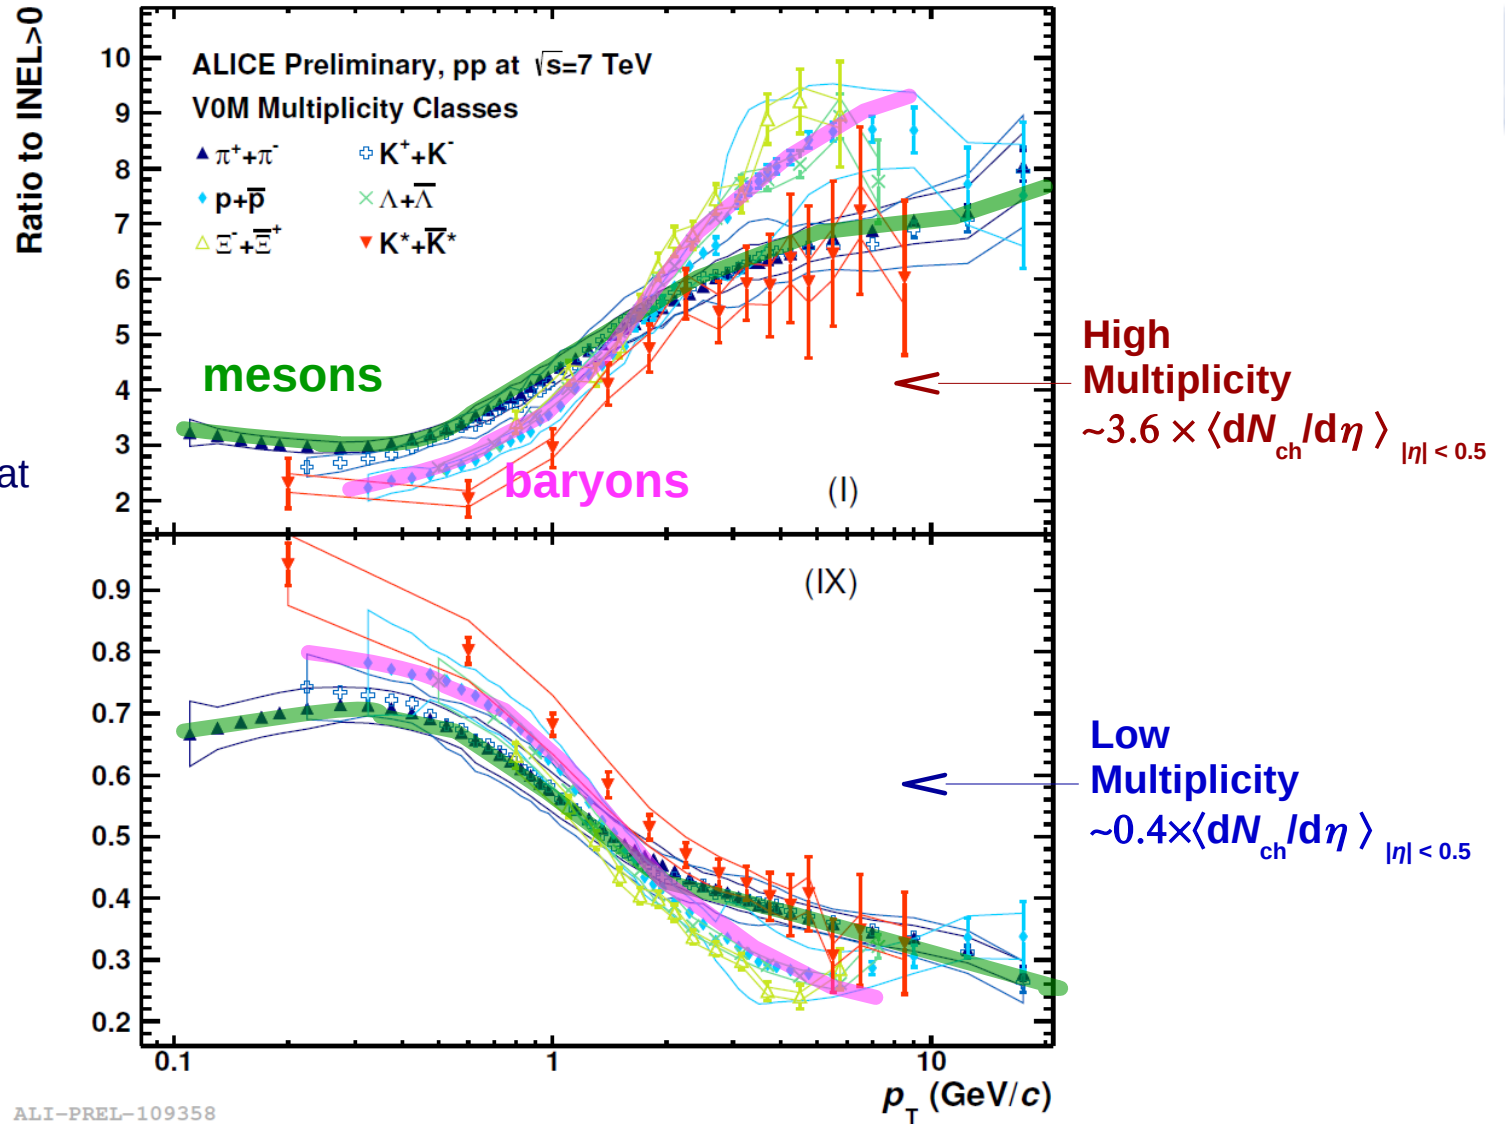 Ratio to INEL>0
10
9
8
7
6
5
4
3
2
ALICE Preliminary, pp at √s=7 TeV
V0M Multiplicity Classes
π⁺+π⁻
K⁺+K⁻
p+p̅
Λ+Λ̅
Ξ⁻+Ξ̅⁺
K*+K̅*
mesons
baryons
(I)
High
Multiplicity
~3.6 × ⟨dNch/dη ⟩ |η| < 0.5
at
(IX)
0.9
0.8
0.7
0.6
0.5
0.4
0.3
0.2
Low
Multiplicity
~0.4×⟨dNch/dη ⟩ |η| < 0.5
0.1
1
10
pT (GeV/c)
ALI-PREL-109358